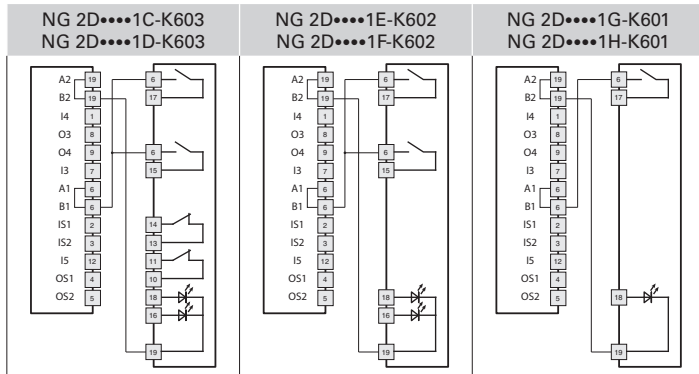 NG 2D••••1C-K603
NG 2D••••1D-K603
NG 2D••••1E-K602
NG 2D••••1F-K602
NG 2D••••1G-K601
NG 2D••••1H-K601
A2 19
B2 19
I4 1
O3 8
O4 9
I3 7
A1 6
B1 6
IS1 2
IS2 3
I5 12
OS1 4
OS2 5
6
17
6
15
14
13
11
10
18
16
19
A2 19
B2 19
I4 1
O3 8
O4 9
I3 7
A1 6
B1 6
IS1 2
IS2 3
I5 12
OS1 4
OS2 5
6
17
6
15
18
16
19
A2 19
B2 19
I4 1
O3 8
O4 9
I3 7
A1 6
B1 6
IS1 2
IS2 3
I5 12
OS1 4
OS2 5
6
17
18
19